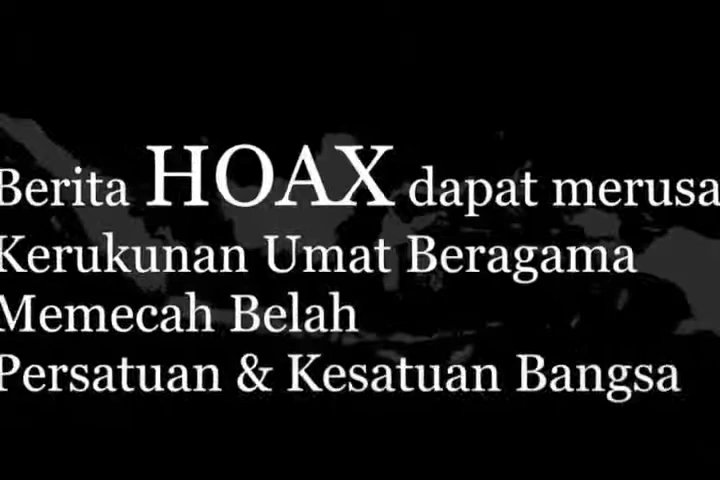 Berita HOAX dapat merusa
Kerukunan Umat Beragama
Memecah Belah
Persatuan & Kesatuan Bangsa